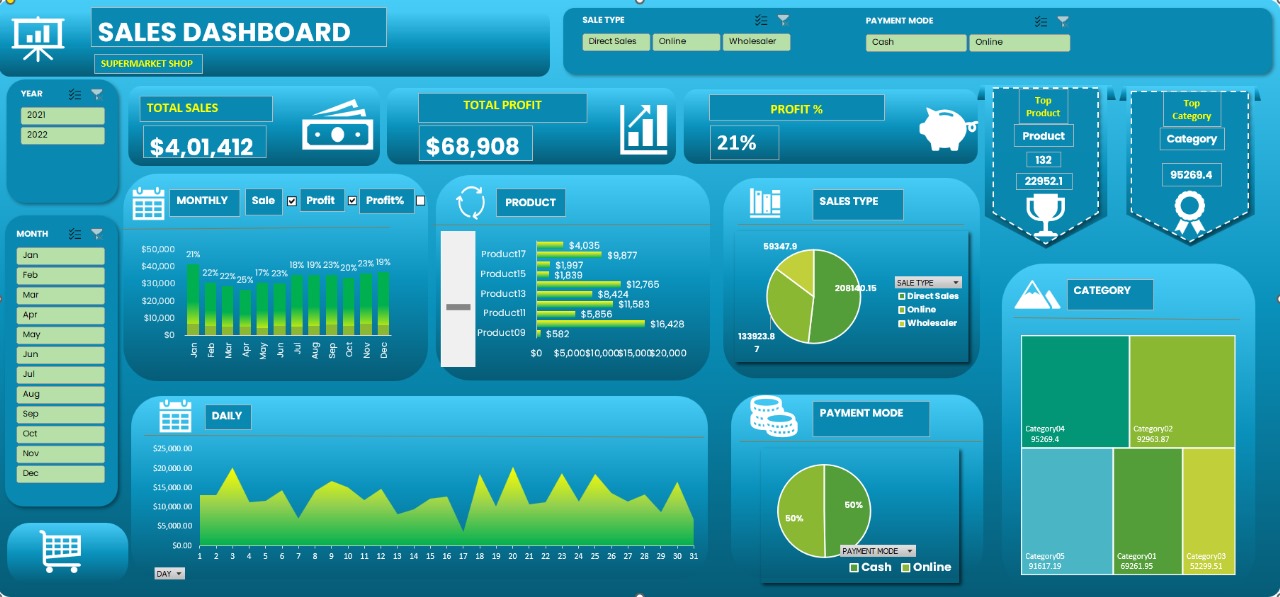 SALES DASHBOARD
SUPERMARKET SHOP
SALE TYPE
Direct Sales Online Wholesaler
PAYMENT MODE
Cash Online
YEAR
2021
2022
TOTAL SALES
$4,01,412
TOTAL PROFIT
$68,908
PROFIT %
21%
Top
Product
Product
132
22952.1
Top
Category
Category
95269.4
MONTH
Jan
Feb
Mar
Apr
May
Jun
Jul
Aug
Sep
Oct
Nov
Dec
MONTHLY Sale Profit Profit%
$50,000
$40,000
$30,000
$20,000
$10,000
$0
21% 22% 22% 25% 17% 23% 18% 19% 23% 20% 23% 19%
Jan Feb Mar Apr May Jun Jul Aug Sep Oct Nov Dec
PRODUCT
$4,035
Product17 $9,877
$1,997
Product15 $1,839
$12,765
Product13 $8,424
$11,583
Product11 $5,856
$16,428
Product09 $582
$0 $5,000 $10,000 $15,000 $20,000
SALES TYPE
59347.9
208140.15
133923.8
7
SALE TYPE
Direct Sales
Online
Wholesaler
CATEGORY
Category04
95269.4
Category02
92963.87
Category05
91617.19
Category01
69261.95
Category03
52299.51
DAILY
$25,000.00
$20,000.00
$15,000.00
$10,000.00
$5,000.00
$0.00
1 2 3 4 5 6 7 8 9 10 11 12 13 14 15 16 17 18 19 20 21 22 23 24 25 26 27 28 29 30 31
DAY
PAYMENT MODE
50%
50%
PAYMENT MODE
Cash Online